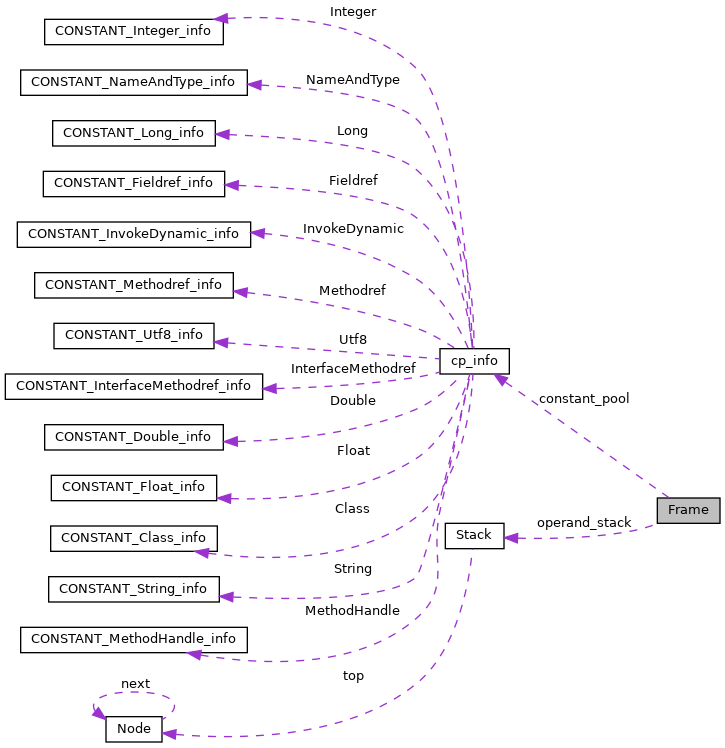 Integer
CONSTANT_Integer_info
NameAndType
CONSTANT_NameAndType_info
Long
CONSTANT_Long_info
Fieldref
CONSTANT_Fieldref_info
InvokeDynamic
CONSTANT_InvokeDynamic_info
Methodref
CONSTANT_Methodref_info
Utf8
CONSTANT_Utf8_info
cp_info
InterfaceMethodref
CONSTANT_InterfaceMethodref_info
Double
constant_pool
CONSTANT_Double_info
Float
CONSTANT_Float_info
Class
Frame
operand_stack
CONSTANT_Class_info
Stack
String
CONSTANT_String_info
MethodHandle
CONSTANT_MethodHandle_info
top
next
Node